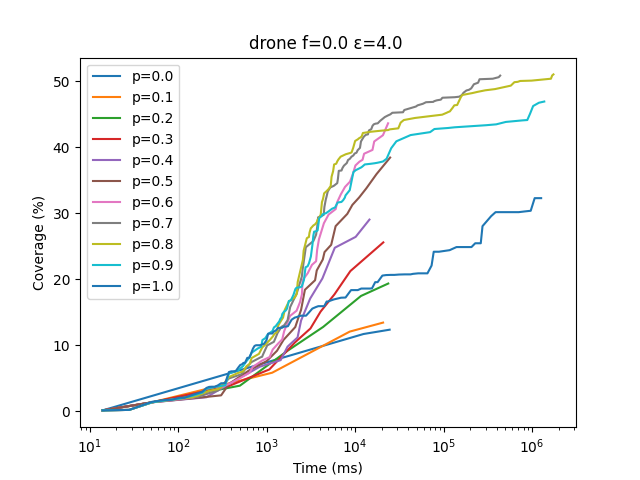 drone f=0.0 ε=4.0
Coverage (%)
50
40
30
20
10
0
p=0.0
p=0.1
p=0.2
p=0.3
p=0.4
p=0.5
p=0.6
p=0.7
p=0.8
p=0.9
p=1.0
10¹ 10² 10³ 10⁴ 10⁵ 10⁶
Time (ms)